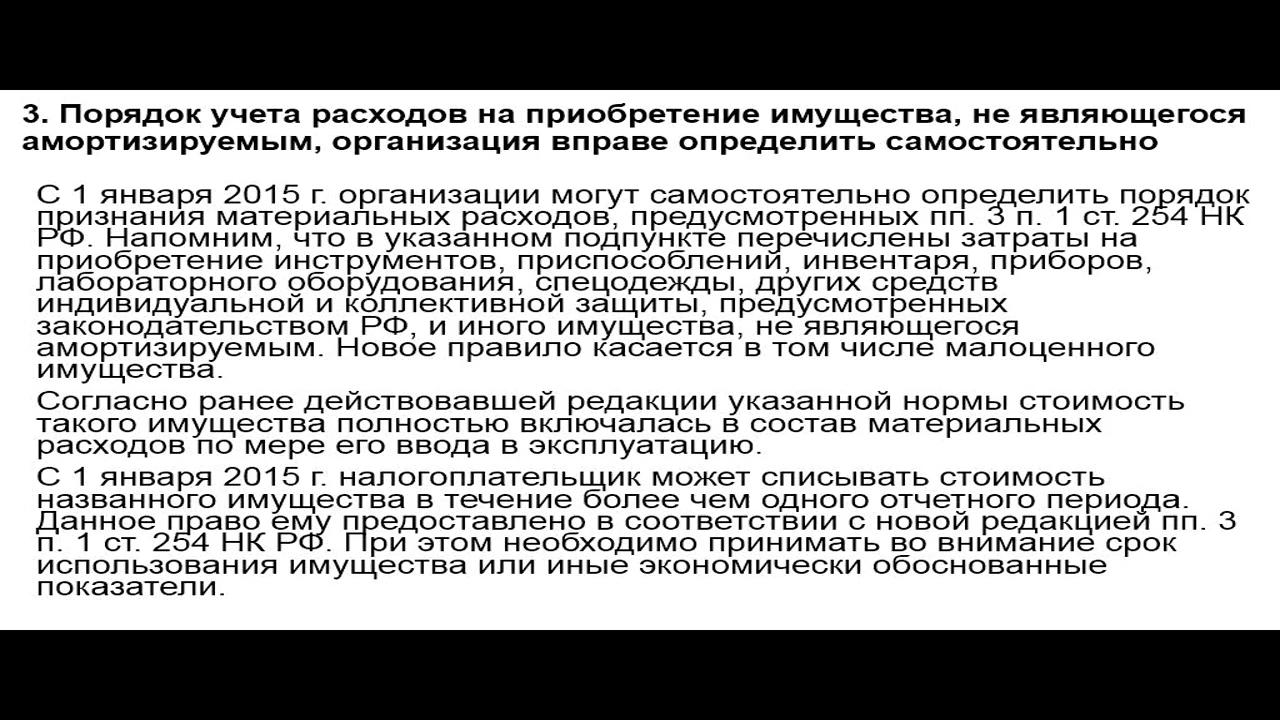 3. Порядок учета расходов на приобретение имущества, не являющегося
амортизируемым, организация вправе определить самостоятельно
С 1 января 2015 г. организации могут самостоятельно определить порядок
признания материальных расходов, предусмотренных пп. 3 п. 1 ст. 254 НК
РФ. Напомним, что в указанном подпункте перечислены затраты на
приобретение инструментов, приспособлений, инвентаря, приборов,
лабораторного оборудования, спецодежды, других средств
индивидуальной и коллективной защиты, предусмотренных
законодательством РФ, и иного имущества, не являющегося
амортизируемым. Новое правило касается в том числе малоценного
имущества.
Согласно ранее действовавшей редакции указанной нормы стоимость
такого имущества полностью включалась в состав материальных
расходов по мере его ввода в эксплуатацию.
С 1 января 2015 г. налогоплательщик может списывать стоимость
названного имущества в течение более чем одного отчетного периода.
Данное право ему предоставлено в соответствии с новой редакцией пп. 3
п. 1 ст. 254 НК РФ. При этом необходимо принимать во внимание срок
использования имущества или иные экономически обоснованные
показатели.